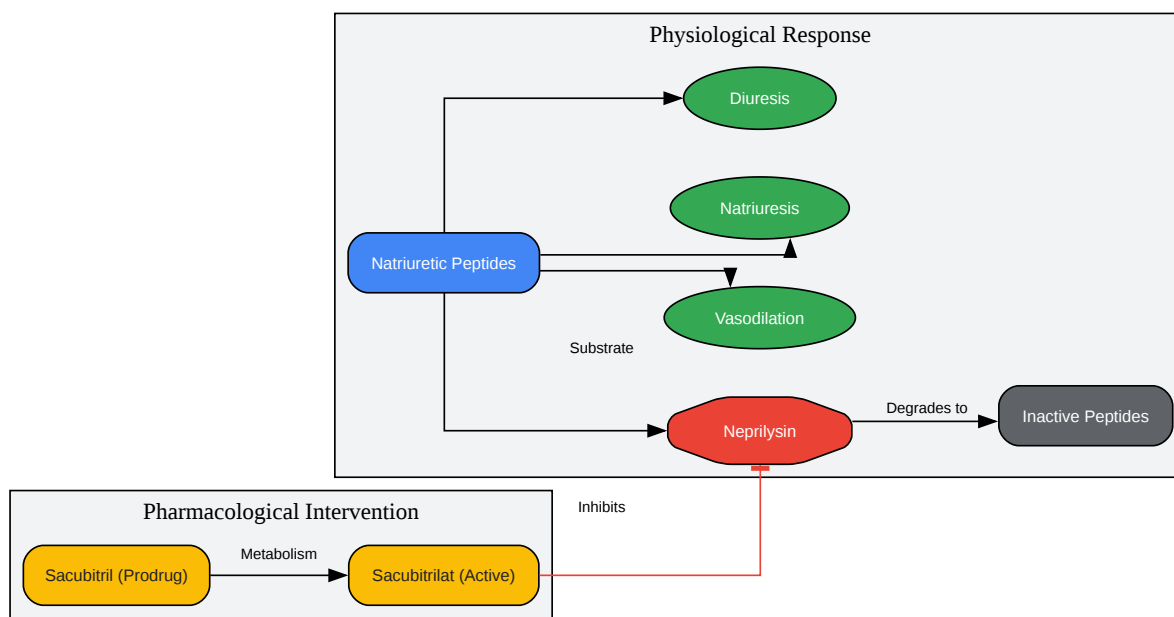 Physiological Response
Diuresis
Natriuresis
Natriuretic Peptides
Vasodilation
Substrate
Neprilysin
Degrades to
Inactive Peptides
Inhibits
Pharmacological Intervention
Sacubitril (Prodrug)
Metabolism
Sacubitrilat (Active)